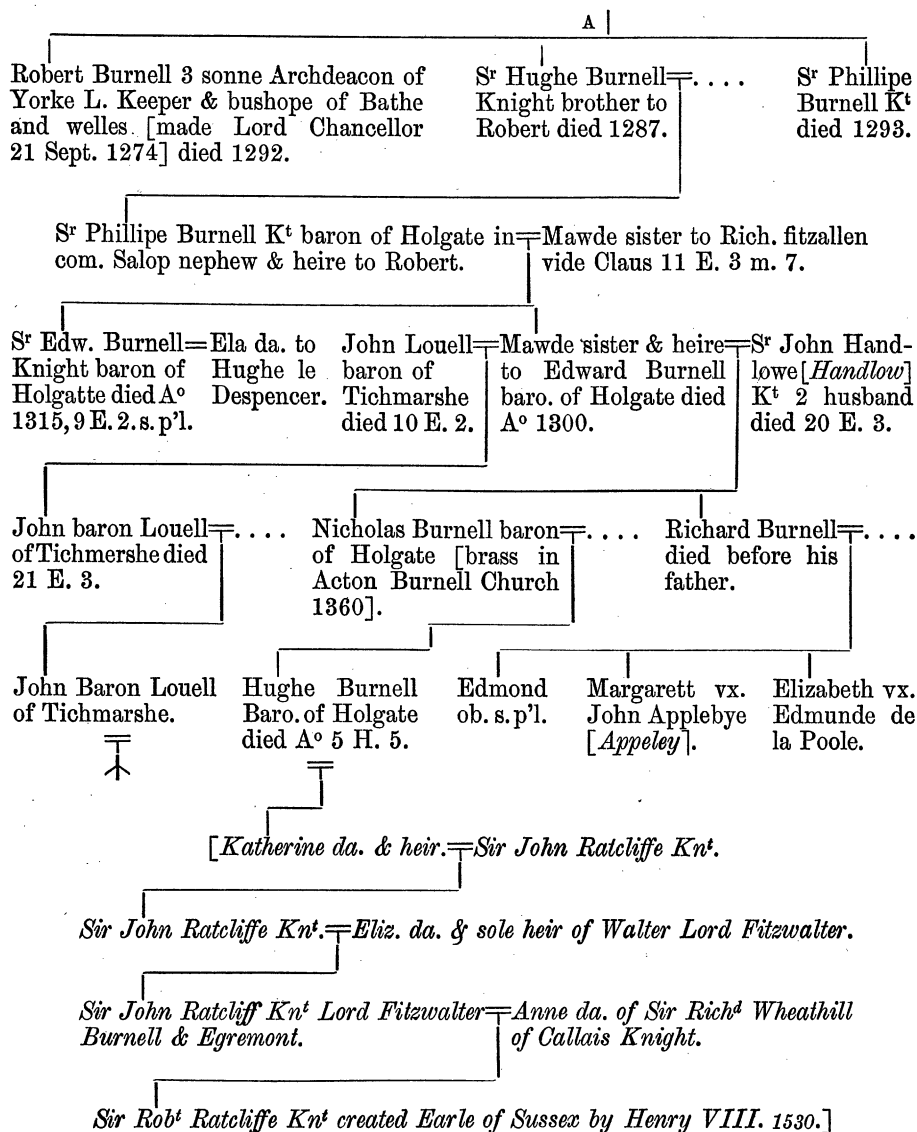 A
Robert Burnell 3 sonne Archdeacon of
Yorke L. Keeper & bushope of Bathe
and welles [made Lord Chancellor
21 Sept. 1274] died 1292.
Sʳ Hughe Burnell=....
Knight brother to
Robert died 1287.
Sʳ Phillipe
Burnell Kᵗ
died 1293.
Sʳ Phillipe Burnell Kᵗ baron of Holgate in=Mawde sister to Rich. fitzallen
com. Salop nephew & heire to Robert.
vide Claus 11 E. 3 m. 7.
Sʳ Edw. Burnell=Ela da. to
Knight baron of
Holgatte died Aᵒ
1315, 9 E. 2. s. p'l.
Hughe le
Despencer.
John Louell=Mawde sister & heire=Sʳ John Hand-
baron of
Tichmarshe
died 10 E. 2.
to Edward Burnell
baro. of Holgate died
Aᵒ 1300.
lowe [Handlow]
Kᵗ 2 husband
died 20 E. 3.
John baron Louell=....
of Tichmershe died
21 E. 3.
Nicholas Burnell baron=....
of Holgate [brass in
Acton Burnell Church
1360].
Richard Burnell=....
died before his
father.
John Baron Louell
of Tichmarshe.
Hughe Burnell
Baro. of Holgate
died Aᵒ 5 H. 5.
Edmond
ob. s. p'l.
Margarett vx.
John Applebye
[Appeley].
Elizabeth vx.
Edmunde de
la Poole.
[Katherine da. & heir.=Sir John Ratcliffe Knᵗ.
Sir John Ratcliffe Knᵗ.=Eliz. da. & sole heir of Walter Lord Fitzwalter.
Sir John Ratcliff Knᵗ Lord Fitzwalter=Anne da. of Sir Richᵈ Wheathill
Burnell & Egremont.
of Callais Knight.
Sir Robᵗ Ratcliffe Knᵗ created Earle of Sussex by Henry VIII. 1530.]